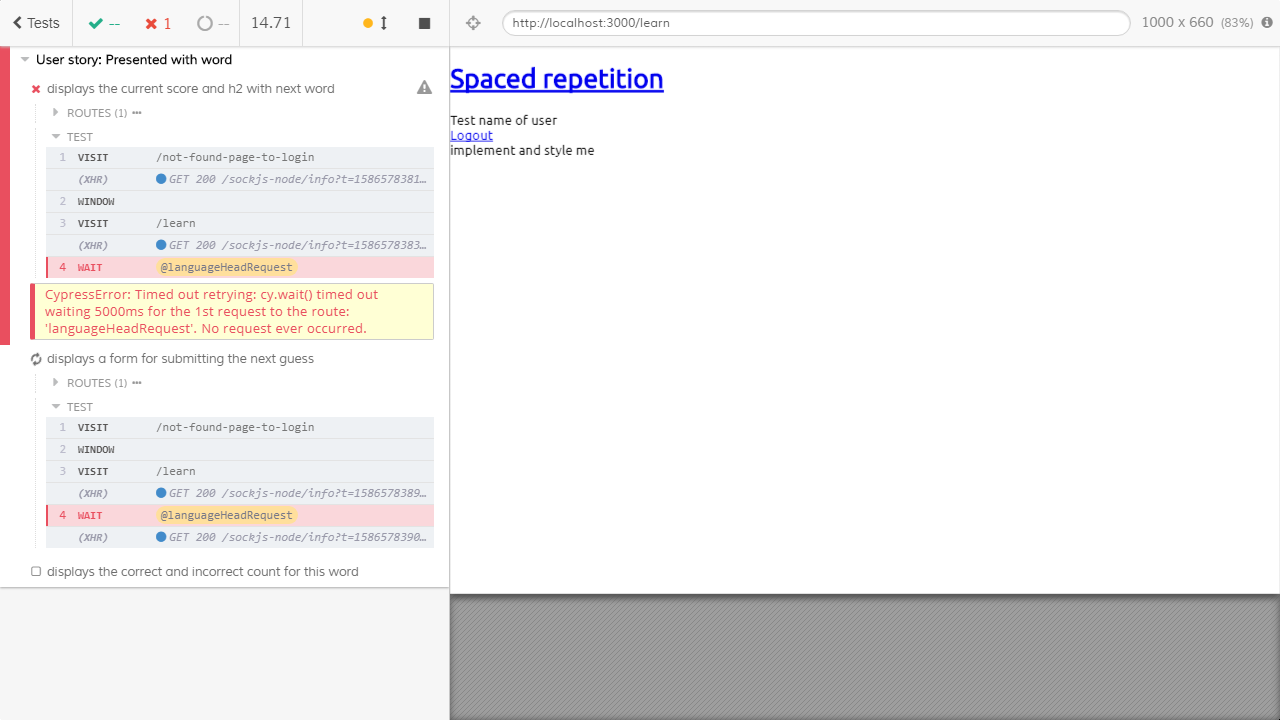 Tests
--
1
--
14.71
http://localhost:3000/learn
1000 x 660 (83%)
User story: Presented with word
displays the current score and h2 with next word
ROUTES (1)
TEST
1 VISIT /not-found-page-to-login
(XHR) GET 200 /sockjs-node/info?t=1586578381…
2 WINDOW
3 VISIT /learn
(XHR) GET 200 /sockjs-node/info?t=1586578383…
4 WAIT @languageHeadRequest
CypressError: Timed out retrying: cy.wait() timed out
waiting 5000ms for the 1st request to the route:
'languageHeadRequest'. No request ever occurred.
displays a form for submitting the next guess
ROUTES (1)
TEST
1 VISIT /not-found-page-to-login
2 WINDOW
3 VISIT /learn
(XHR) GET 200 /sockjs-node/info?t=1586578389…
4 WAIT @languageHeadRequest
(XHR) GET 200 /sockjs-node/info?t=1586578390…
displays the correct and incorrect count for this word
Spaced repetition
Test name of user
Logout
implement and style me